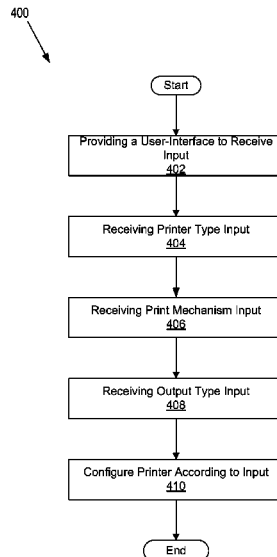 400
Start
Providing a User-Interface to Receive
Input
402
Receiving Printer Type Input
404
Receiving Print Mechanism Input
406
Receiving Output Type Input
408
Configure Printer According to Input
410
End